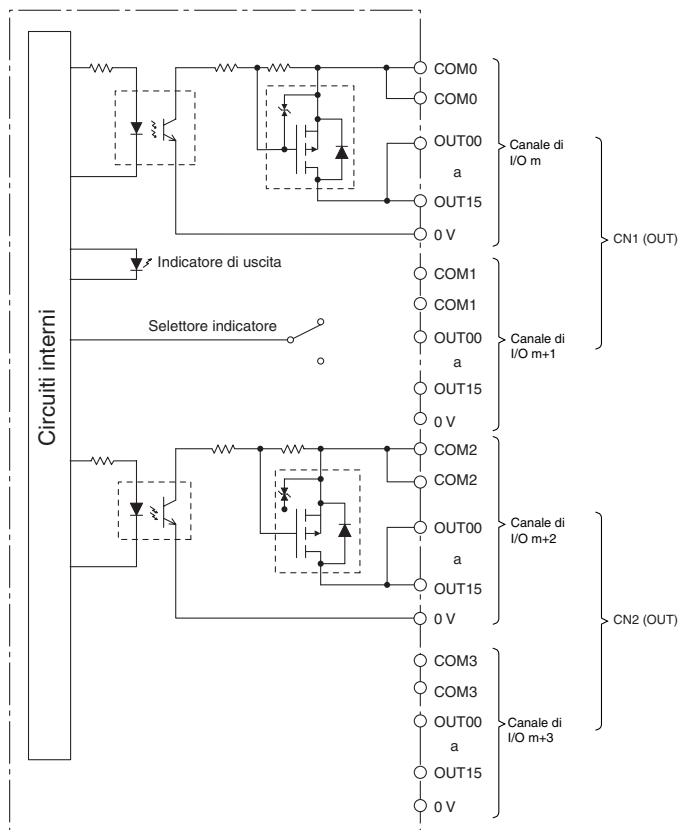 COM0
COM0
OUT00
a
OUT15
0 V
Canale di
I/O m
CN1 (OUT)
Circuiti interni
Indicatore di uscita
Selettore indicatore
COM1
COM1
OUT00
a
OUT15
0 V
Canale di
I/O m+1
COM2
COM2
OUT00
a
OUT15
0 V
Canale di
I/O m+2
CN2 (OUT)
COM3
COM3
OUT00
a
OUT15
0 V
Canale di
I/O m+3